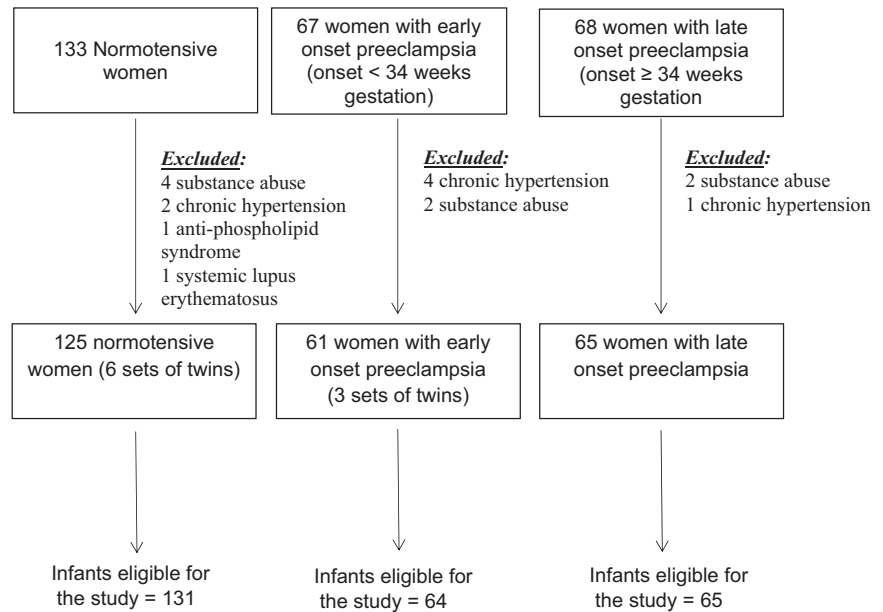 133 Normotensive
women
67 women with early
onset preeclampsia
(onset < 34 weeks
gestation)
68 women with late
onset preeclampsia
(onset ≥ 34 weeks
gestation
Excluded:
4 substance abuse
2 chronic hypertension
1 anti-phospholipid
syndrome
1 systemic lupus
erythematosus
Excluded:
4 chronic hypertension
2 substance abuse
Excluded:
2 substance abuse
1 chronic hypertension
125 normotensive
women (6 sets of twins)
61 women with early
onset preeclampsia
(3 sets of twins)
65 women with late
onset preeclampsia
Infants eligible for
the study = 131
Infants eligible for
the study = 64
Infants eligible for
the study = 65